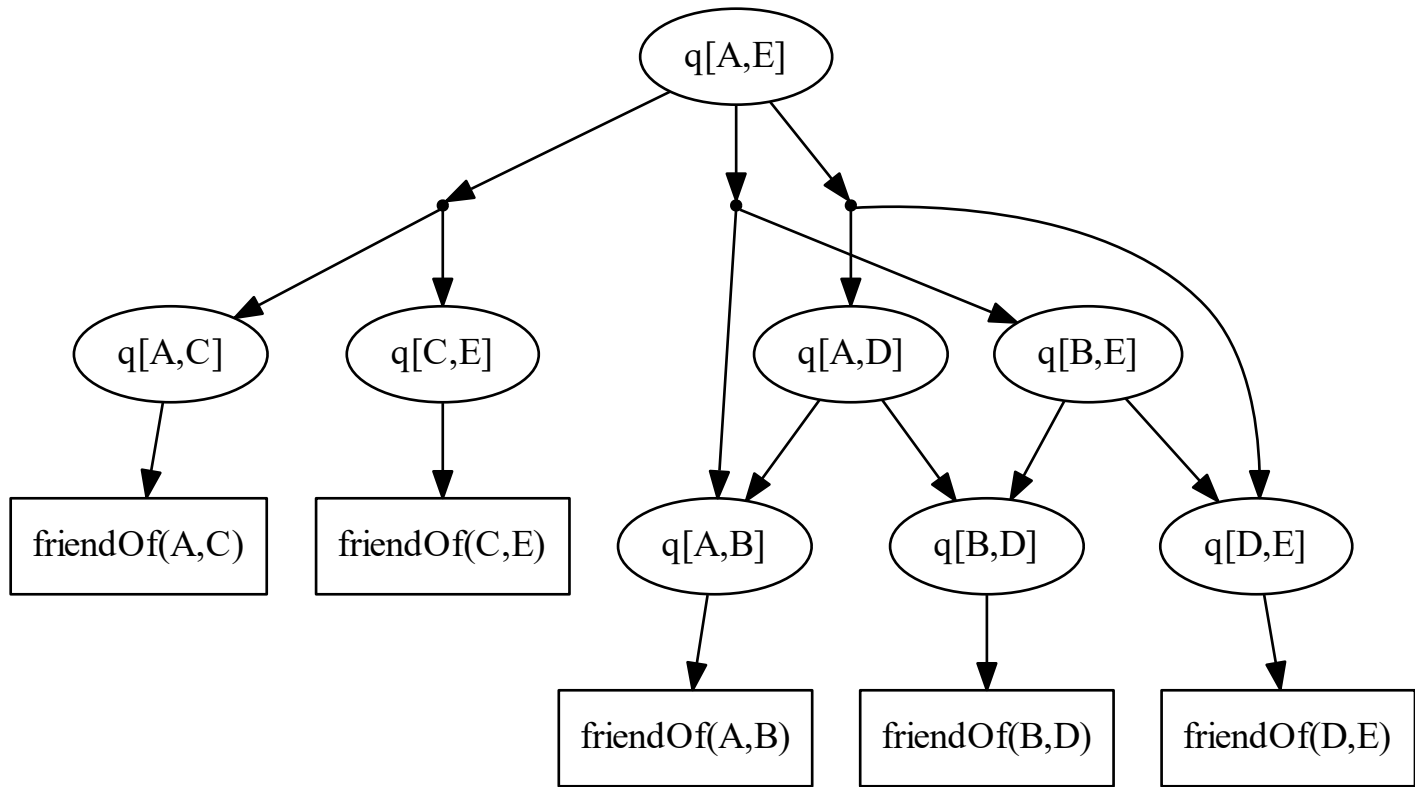 q[A,E]
q[A,C]
q[C,E]
q[A,D]
q[B,E]
friendOf(A,C)
friendOf(C,E)
q[A,B]
q[B,D]
q[D,E]
friendOf(A,B)
friendOf(B,D)
friendOf(D,E)